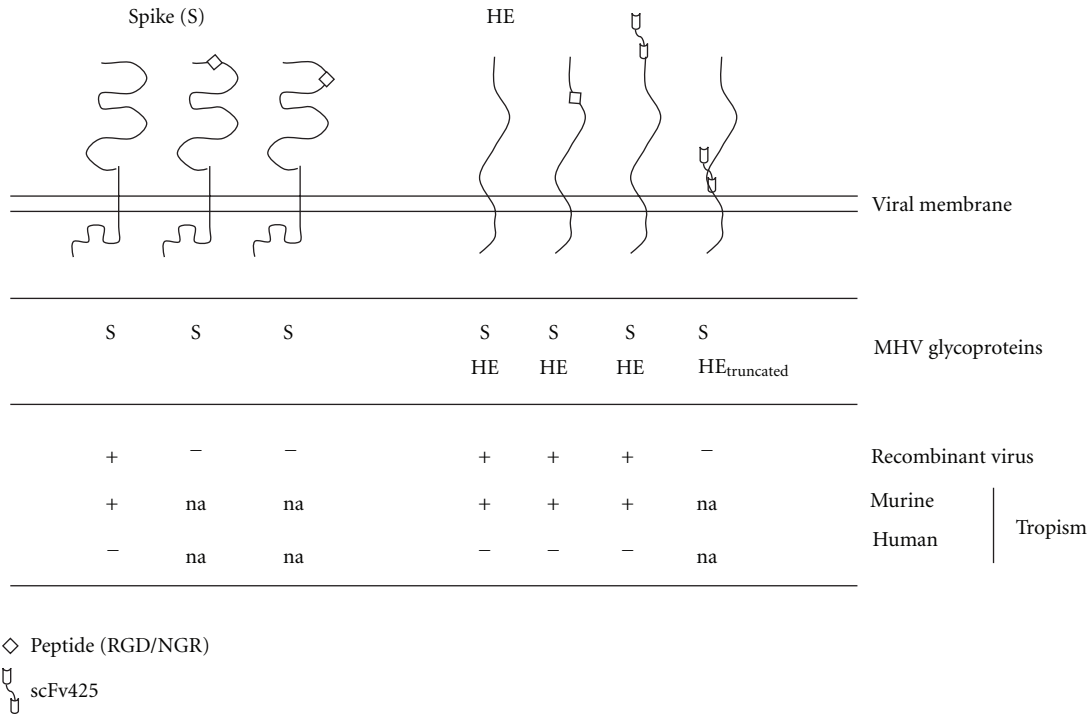 Spike (S) HE
Viral membrane
S S S S S S S
HE HE HE HEtruncated
MHV glycoproteins
+ − − + + + − Recombinant virus
+ na na + + + na Murine
− na na − − − na Human
Tropism
Peptide (RGD/NGR)
scFv425